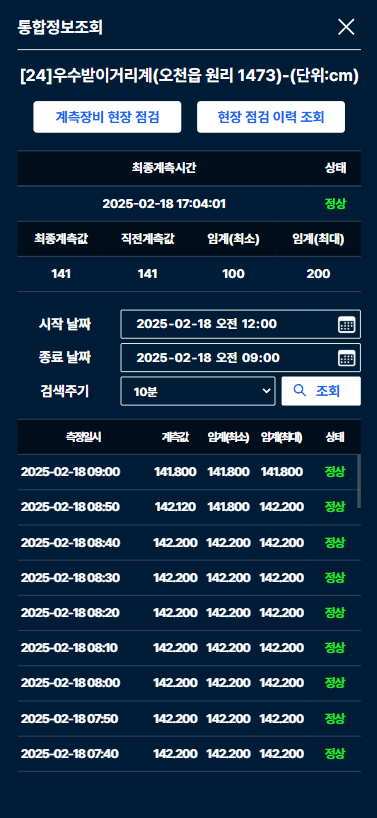 통합정보조회
[24]우수받이거리계(오천읍 원리 1473)-(단위:cm)
계측장비 현장 점검 현장 점검 이력 조회
최종계측시간 상태
2025-02-18 17:04:01 정상
최종계측값 직전계측값 임계(최소) 임계(최대)
141 141 100 200
시작 날짜 2025-02-18 오전 12:00
종료 날짜 2025-02-18 오전 09:00
검색주기 10분 조회
측정일시 계측값 임계(최소) 임계(최대) 상태
2025-02-18 09:00 141.800 141.800 141.800 정상
2025-02-18 08:50 142.120 141.800 142.200 정상
2025-02-18 08:40 142.200 142.200 142.200 정상
2025-02-18 08:30 142.200 142.200 142.200 정상
2025-02-18 08:20 142.200 142.200 142.200 정상
2025-02-18 08:10 142.200 142.200 142.200 정상
2025-02-18 08:00 142.200 142.200 142.200 정상
2025-02-18 07:50 142.200 142.200 142.200 정상
2025-02-18 07:40 142.200 142.200 142.200 정상